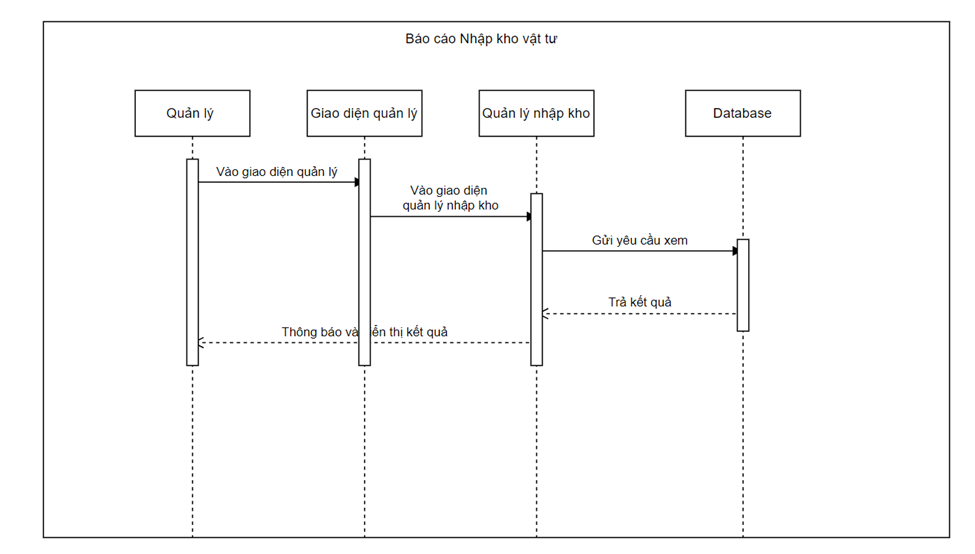 Báo cáo Nhập kho vật tư
Quản lý
Giao diện quản lý
Quản lý nhập kho
Database
Vào giao diện quản lý
Vào giao diện
quản lý nhập kho
Gửi yêu cầu xem
Trả kết quả
Thông báo và iển thị kết quả